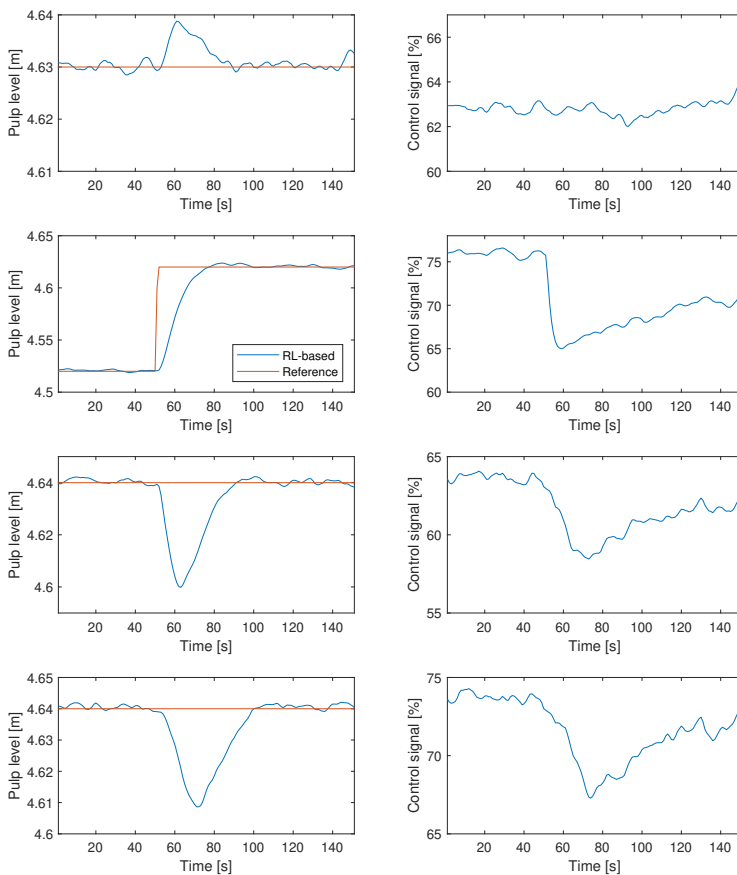 4.64
4.63
4.62
4.61
Pulp level [m]
20 40 60 80 100 120 140
Time [s]
66
64
62
60
Control signal [%]
20 40 60 80 100 120 140
Time [s]
4.65
4.6
4.55
4.5
Pulp level [m]
RL-based
Reference
20 40 60 80 100 120 140
Time [s]
75
70
65
60
Control signal [%]
20 40 60 80 100 120 140
Time [s]
4.64
4.62
4.6
Pulp level [m]
20 40 60 80 100 120 140
Time [s]
65
60
55
Control signal [%]
20 40 60 80 100 120 140
Time [s]
4.65
4.64
4.63
4.62
4.61
4.6
Pulp level [m]
20 40 60 80 100 120 140
Time [s]
75
70
65
Control signal [%]
20 40 60 80 100 120 140
Time [s]